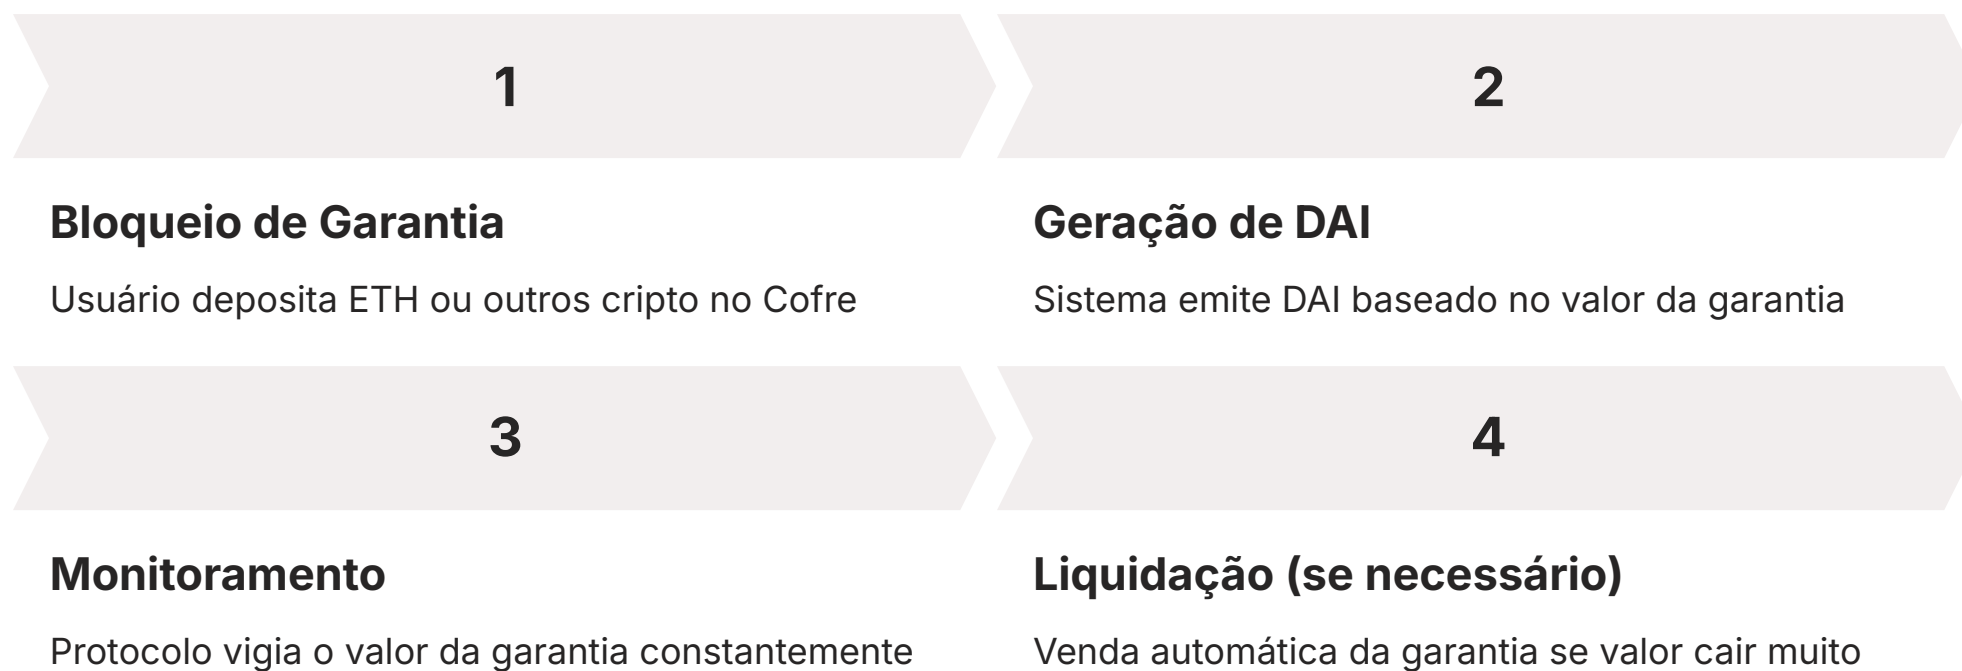 1
2
Bloqueio de Garantia
Usuário deposita ETH ou outros cripto no Cofre
Geração de DAI
Sistema emite DAI baseado no valor da garantia
3
4
Monitoramento
Protocolo vigia o valor da garantia constantemente
Liquidação (se necessário)
Venda automática da garantia se valor cair muito